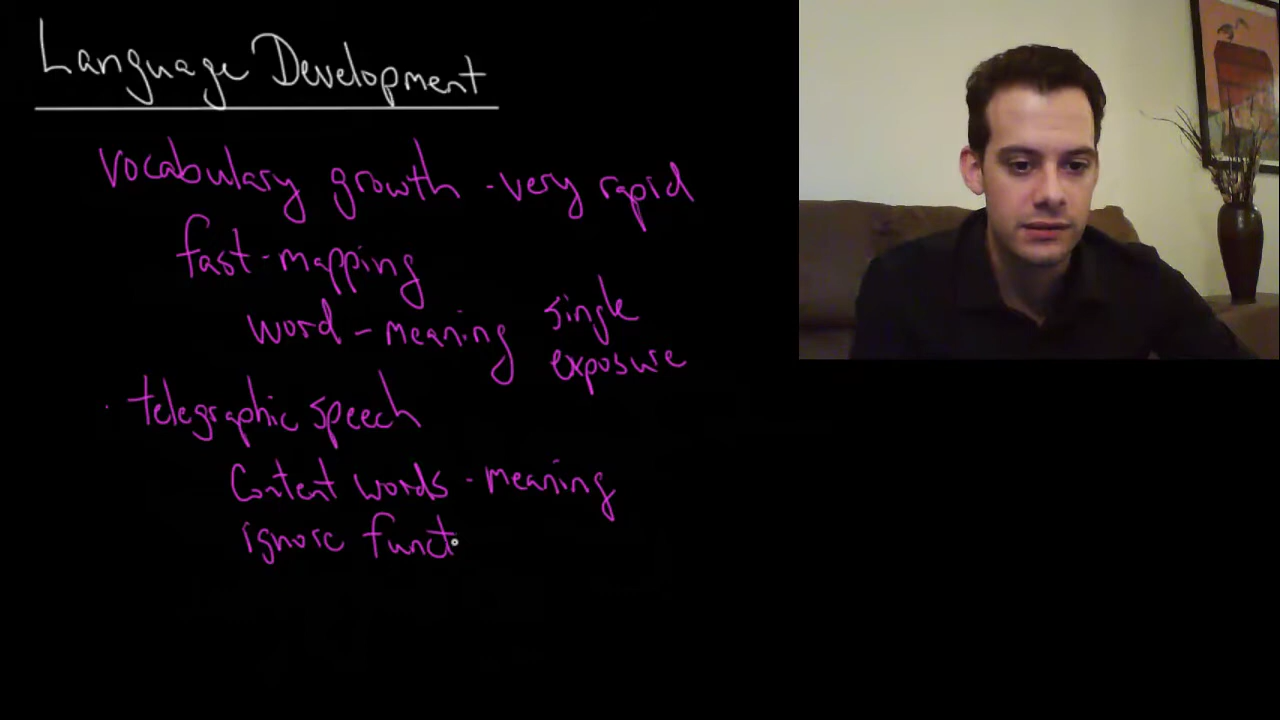 Language Development
vocabulary growth - very rapid
fast-mapping
word - meaning single exposure
· telegraphic speech
Content words - meaning
ignore funct